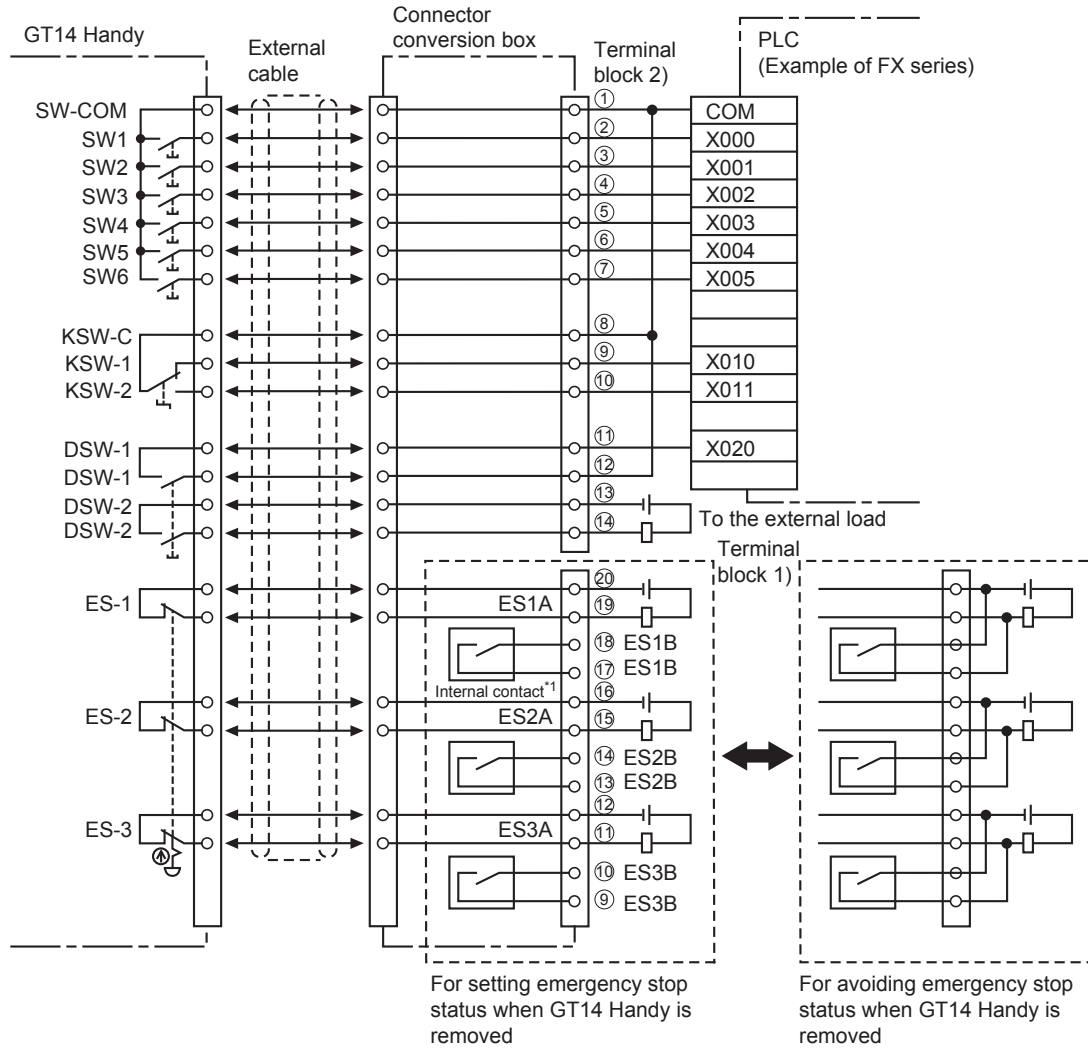 GT14 Handy
External
cable
Connector
conversion box
Terminal
block 2)
PLC
(Example of FX series)
SW-COM ① COM
SW1 ② X000
SW2 ③ X001
SW3 ④ X002
SW4 ⑤ X003
SW5 ⑥ X004
SW6 ⑦ X005
KSW-C ⑧
KSW-1 ⑨ X010
KSW-2 ⑩ X011
DSW-1 ⑪ X020
DSW-1 ⑫
DSW-2 ⑬
DSW-2 ⑭
To the external load
Terminal
block 1)
ES-1 ES1A ⑳
⑲
⑱ ES1B
⑰ ES1B
Internal contact*1
ES-2 ES2A ⑯
⑮
⑭ ES2B
⑬ ES2B
ES-3 ES3A ⑫
⑪
⑩ ES3B
⑨ ES3B
For setting emergency stop
status when GT14 Handy is
removed
For avoiding emergency stop
status when GT14 Handy is
removed